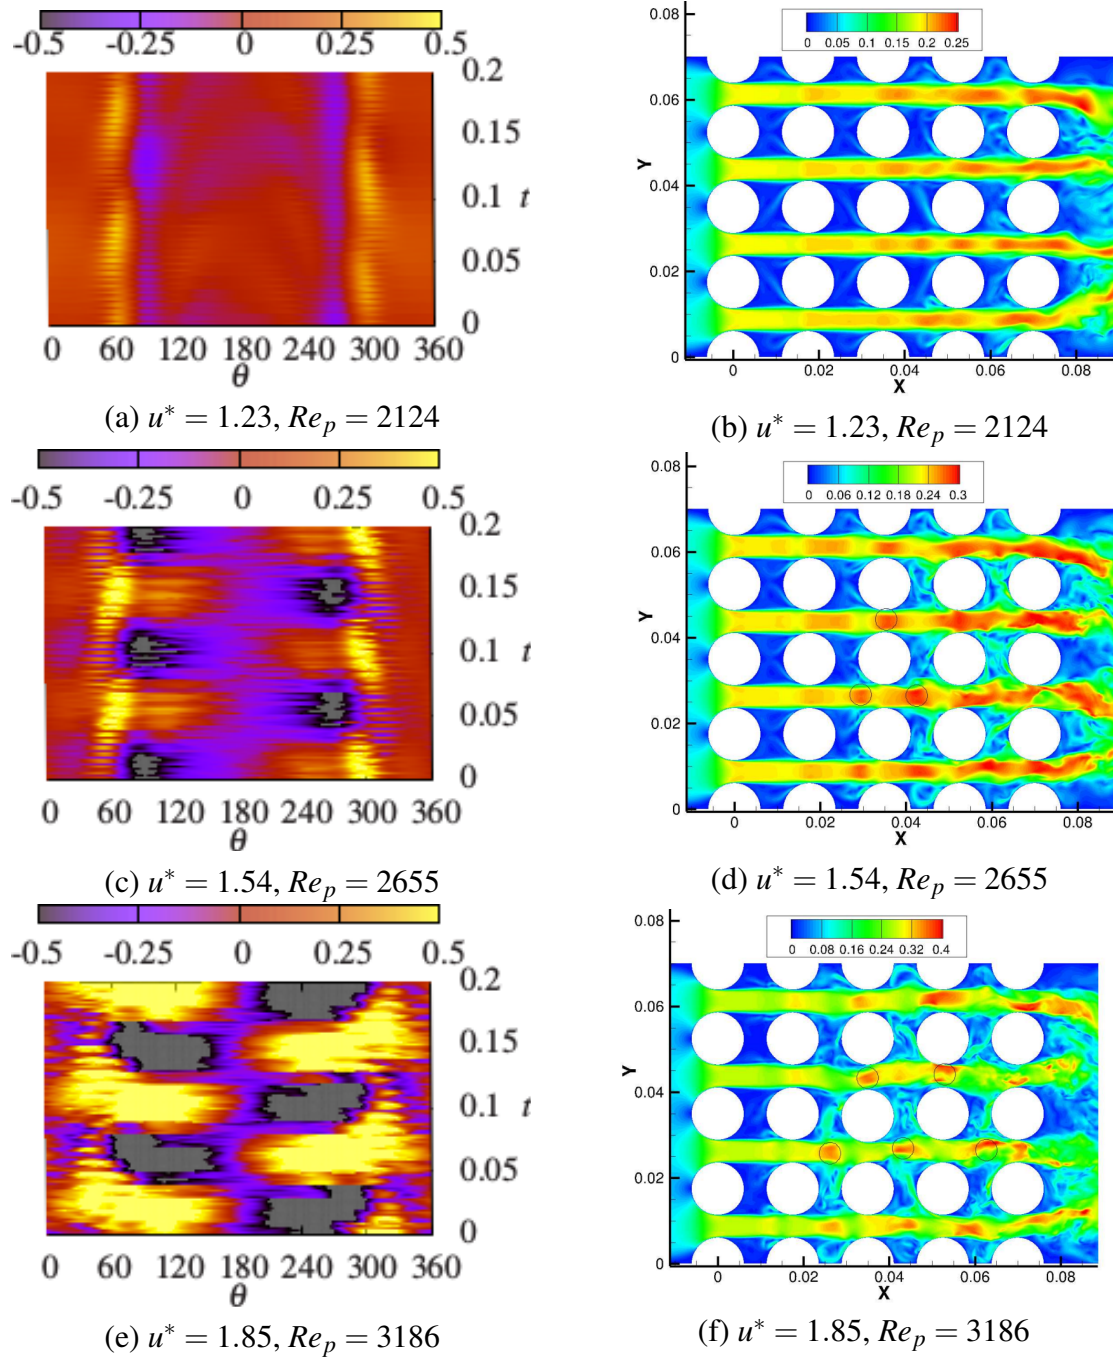 -0.5 -0.25 0 0.25 0.5
0.2
0.15
0.1 t
0.05
0
0 60 120 180 240 300 360
θ
(a) u* = 1.23, Re_p = 2124
0 0.05 0.1 0.15 0.2 0.25
0.08
0.06
Y
0.04
0.02
0
0 0.02 0.04 0.06 0.08
X
(b) u* = 1.23, Re_p = 2124
-0.5 -0.25 0 0.25 0.5
0.2
0.15
0.1 t
0.05
0
0 60 120 180 240 300 360
θ
(c) u* = 1.54, Re_p = 2655
0 0.06 0.12 0.18 0.24 0.3
0.08
0.06
Y
0.04
0.02
0
0 0.02 0.04 0.06 0.08
X
(d) u* = 1.54, Re_p = 2655
-0.5 -0.25 0 0.25 0.5
0.2
0.15
0.1 t
0.05
0
0 60 120 180 240 300 360
θ
(e) u* = 1.85, Re_p = 3186
0 0.08 0.16 0.24 0.32 0.4
0.08
0.06
Y
0.04
0.02
0
0 0.02 0.04 0.06 0.08
X
(f) u* = 1.85, Re_p = 3186